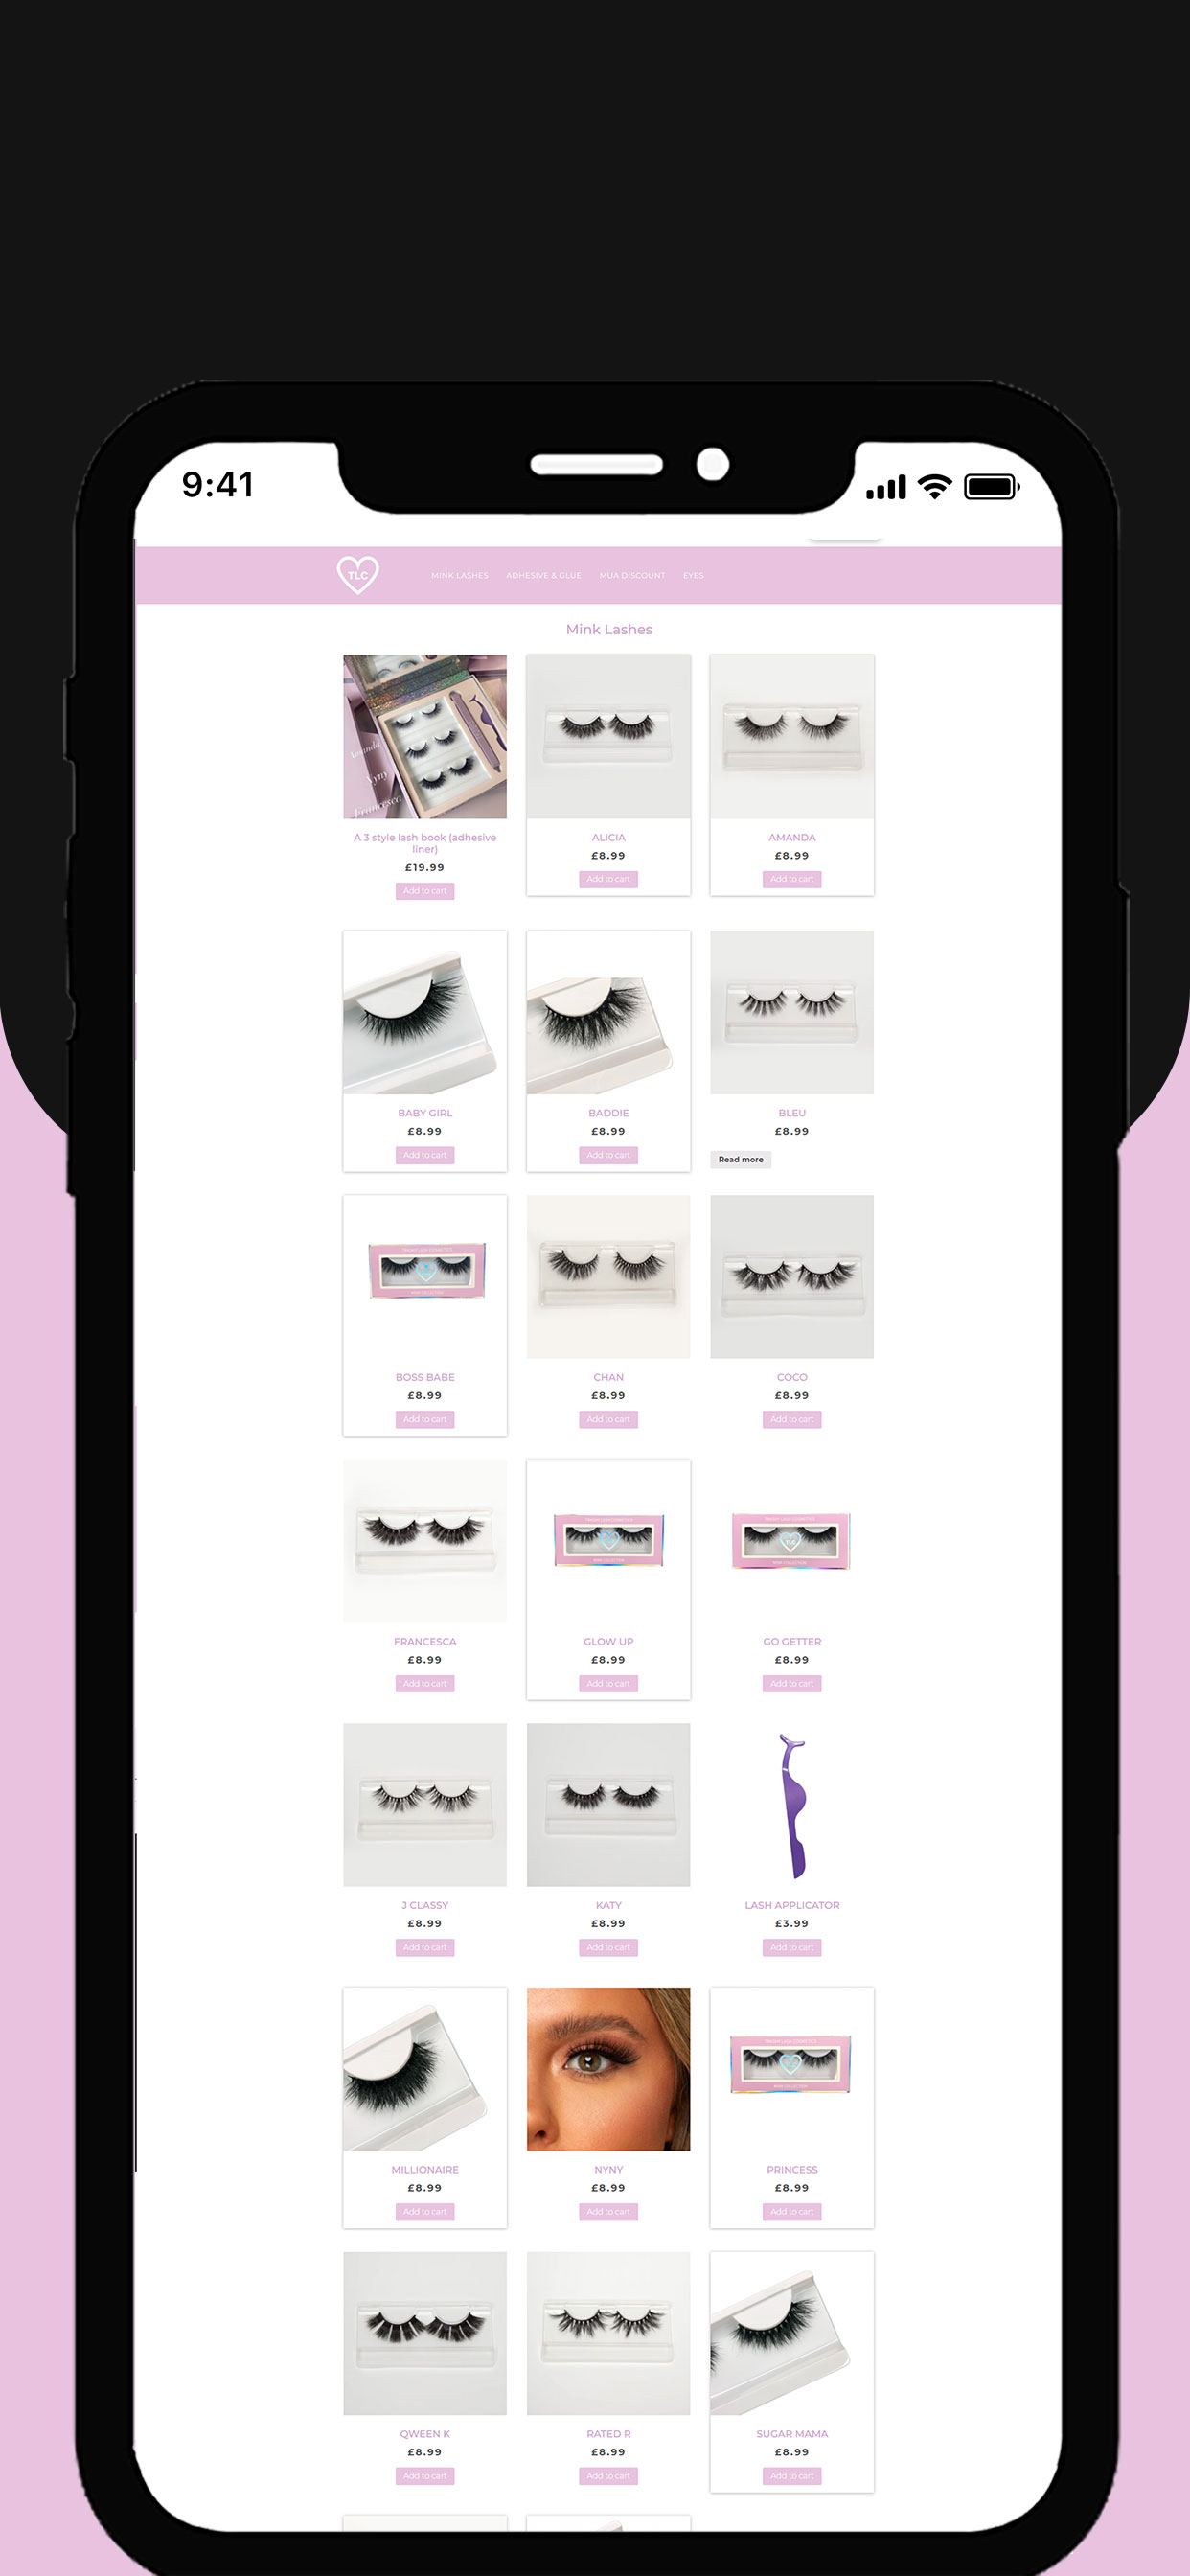 9:41
TLC
MINK LASHES ADHESIVE & GLUE MUA DISCOUNT EYES
Mink Lashes
Amanda
Nyny
Francesca
A 3 style lash book (adhesive
liner)
£19.99
Add to cart
ALICIA
£8.99
Add to cart
AMANDA
£8.99
Add to cart
BABY GIRL
£8.99
Add to cart
BADDIE
£8.99
Add to cart
BLEU
£8.99
Read more
BOSS BABE
£8.99
Add to cart
CHAN
£8.99
Add to cart
COCO
£8.99
Add to cart
FRANCESCA
£8.99
Add to cart
GLOW UP
£8.99
Add to cart
TLC
GO GETTER
£8.99
Add to cart
J CLASSY
£8.99
Add to cart
KATY
£8.99
Add to cart
LASH APPLICATOR
£3.99
Add to cart
MILLIONAIRE
£8.99
Add to cart
NYNY
£8.99
Add to cart
PRINCESS
£8.99
Add to cart
QWEEN K
£8.99
Add to cart
RATED R
£8.99
Add to cart
SUGAR MAMA
£8.99
Add to cart